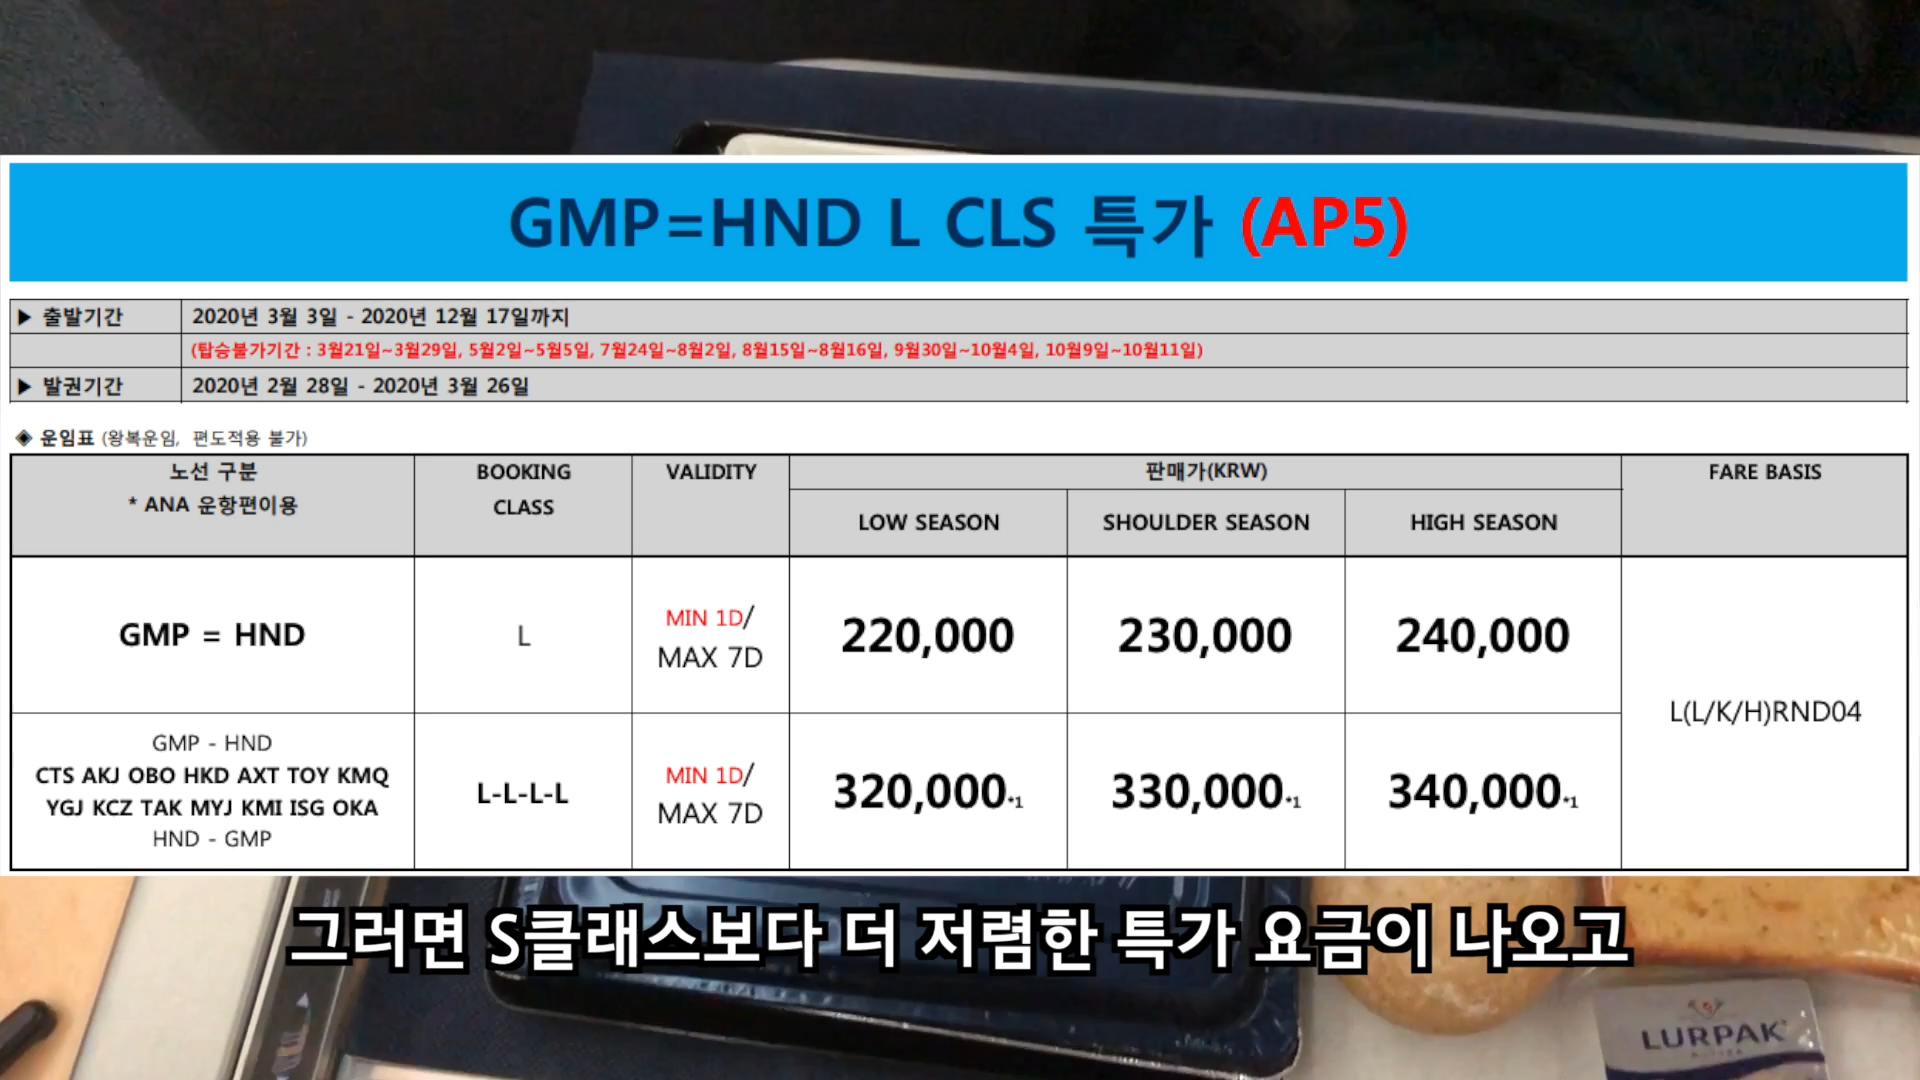 GMP=HND L CLS 특가 (AP5)
▶ 출발기간 2020년 3월 3일 - 2020년 12월 17일까지
(탑승불가기간 : 3월21일~3월29일, 5월2일~5월5일, 7월24일~8월2일, 8월15일~8월16일, 9월30일~10월4일, 10월9일~10월11일)
▶ 발권기간 2020년 2월 28일 - 2020년 3월 26일
◈ 운임표 (왕복운임, 편도적용 불가)
노선 구분 BOOKING VALIDITY 판매가(KRW) FARE BASIS
* ANA 운항편이용 CLASS LOW SEASON SHOULDER SEASON HIGH SEASON
GMP = HND L MIN 1D/ 220,000 230,000 240,000
MAX 7D
L(L/K/H)RND04
GMP - HND
CTS AKJ OBO HKD AXT TOY KMQ L-L-L-L MIN 1D/ 320,000*1 330,000*1 340,000*1
YGJ KCZ TAK MYJ KMI ISG OKA MAX 7D
HND - GMP
그러면 S클래스보다 더 저렴한 특가 요금이 나오고
LURPAK